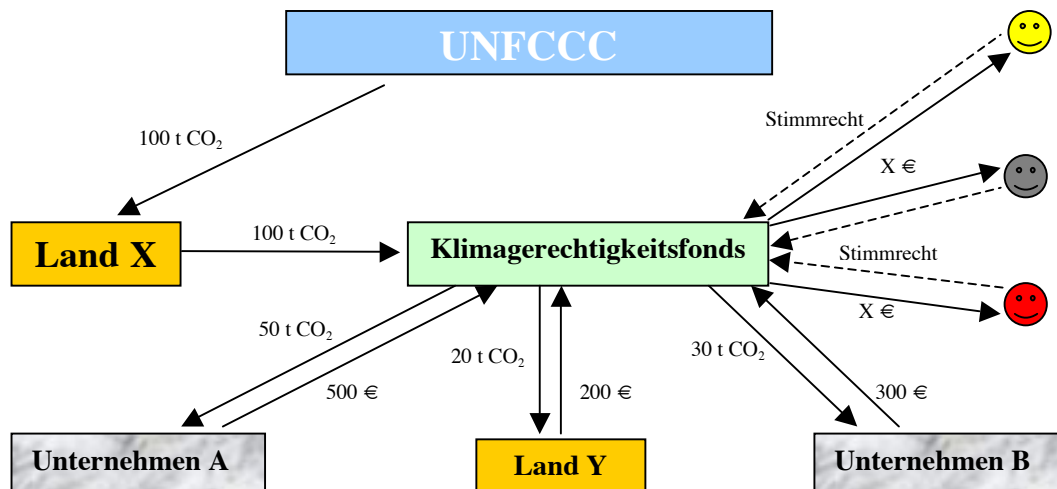 UNFCCC
Stimmrecht
100 t CO₂
X €
Land X
100 t CO₂
Klimagerechtigkeitsfonds
Stimmrecht
X €
50 t CO₂
20 t CO₂
30 t CO₂
500 €
200 €
300 €
Unternehmen A
Land Y
Unternehmen B